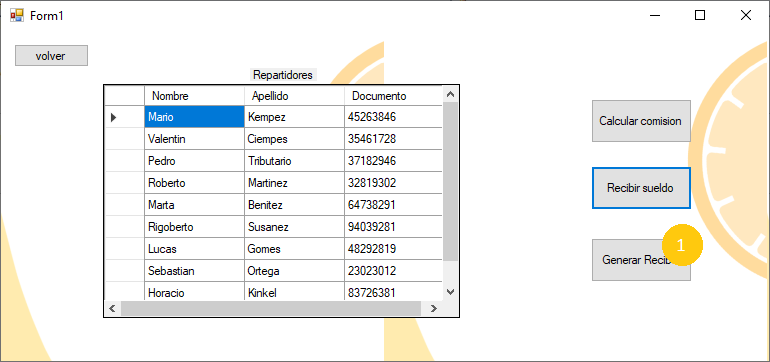 Form1
volver
Repartidores
Nombre Apellido Documento
Mario Kempez 45263846
Valentin Ciempes 35461728
Pedro Tributario 37182946
Roberto Martinez 32819302
Marta Benitez 64738291
Rigoberto Susanez 94039281
Lucas Gomes 48292819
Sebastian Ortega 23023012
Horacio Kinkel 83726381
Calcular comision
Recibir sueldo
1
Generar